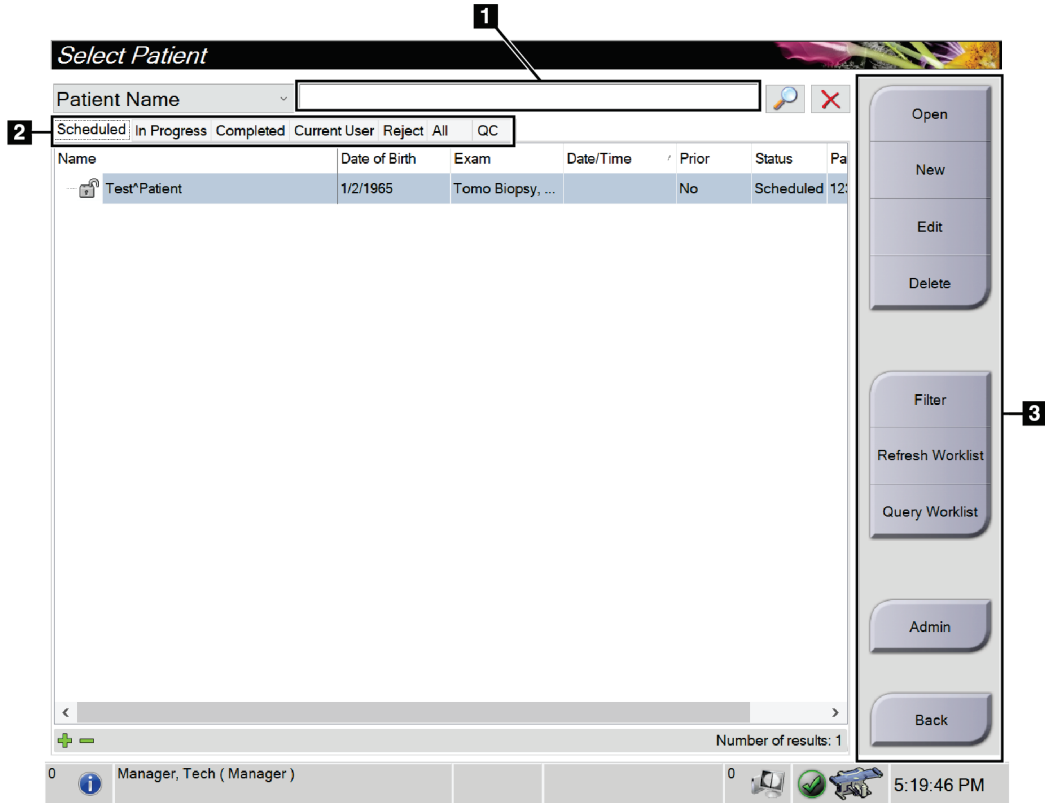 1
Select Patient
Patient Name
2
Scheduled In Progress Completed Current User Reject All QC
Name Date of Birth Exam Date/Time Prior Status Pa
Test^Patient 1/2/1965 Tomo Biopsy, ... No Scheduled 12
Open
New
Edit
Delete
Filter
3
Refresh Worklist
Query Worklist
Admin
Back
Number of results: 1
0 Manager, Tech ( Manager ) 0 5:19:46 PM